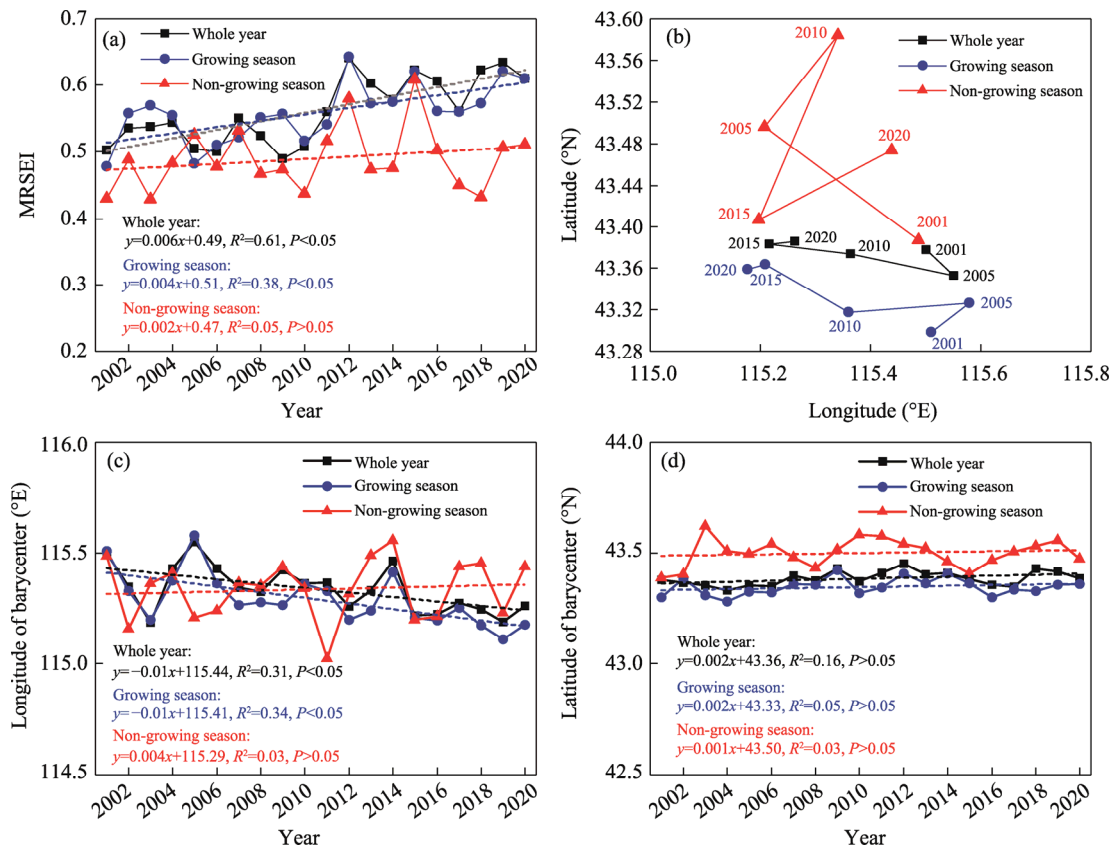 (a)
Whole year
Growing season
Non-growing season
0.7
0.6
0.5
0.4
0.3
0.2
MRSEI
Whole year:
y=0.006x+0.49, R²=0.61, P<0.05
Growing season:
y=0.004x+0.51, R²=0.38, P<0.05
Non-growing season:
y=0.002x+0.47, R²=0.05, P>0.05
2002 2004 2006 2008 2010 2012 2014 2016 2018 2020
Year
(b)
Whole year
Growing season
Non-growing season
43.60
43.56
43.52
43.48
43.44
43.40
43.36
43.32
43.28
Latitude (°N)
2010
2005
2020
2015
2001
2015
2020
2010
2001
2005
2020
2015
2010
2005
2001
115.0 115.2 115.4 115.6 115.8
Longitude (°E)
(c)
Whole year
Growing season
Non-growing season
116.0
115.5
115.0
114.5
Longitude of barycenter (°E)
Whole year:
y=−0.01x+115.44, R²=0.31, P<0.05
Growing season:
y=−0.01x+115.41, R²=0.34, P<0.05
Non-growing season:
y=0.004x+115.29, R²=0.03, P>0.05
2002 2004 2006 2008 2010 2012 2014 2016 2018 2020
Year
(d)
Whole year
Growing season
Non-growing season
44.0
43.5
43.0
42.5
Latitude of barycenter (°N)
Whole year:
y=0.002x+43.36, R²=0.16, P>0.05
Growing season:
y=0.002x+43.33, R²=0.05, P>0.05
Non-growing season:
y=0.001x+43.50, R²=0.03, P>0.05
2002 2004 2006 2008 2010 2012 2014 2016 2018 2020
Year